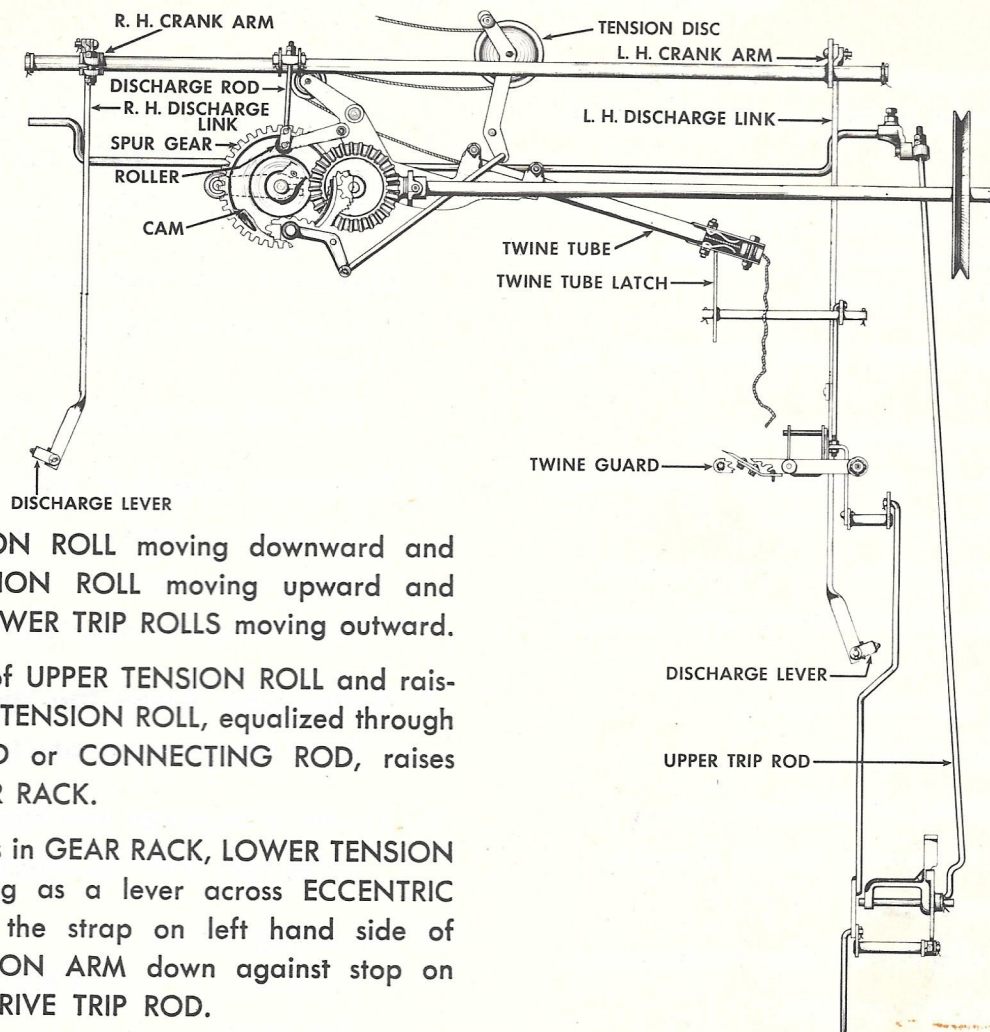 R. H. CRANK ARM
TENSION DISC
L. H. CRANK ARM
DISCHARGE ROD
R. H. DISCHARGE
LINK
L. H. DISCHARGE LINK
SPUR GEAR
ROLLER
CAM
TWINE TUBE
TWINE TUBE LATCH
TWINE GUARD
DISCHARGE LEVER
DISCHARGE LEVER
UPPER TRIP ROD
ON ROLL moving downward and
ION ROLL moving upward and
OWER TRIP ROLLS moving outward.
of UPPER TENSION ROLL and rais-
TENSION ROLL, equalized through
D or CONNECTING ROD, raises
R RACK.
s in GEAR RACK, LOWER TENSION
g as a lever across ECCENTRIC
the strap on left hand side of
ON ARM down against stop on
RIVE TRIP ROD.